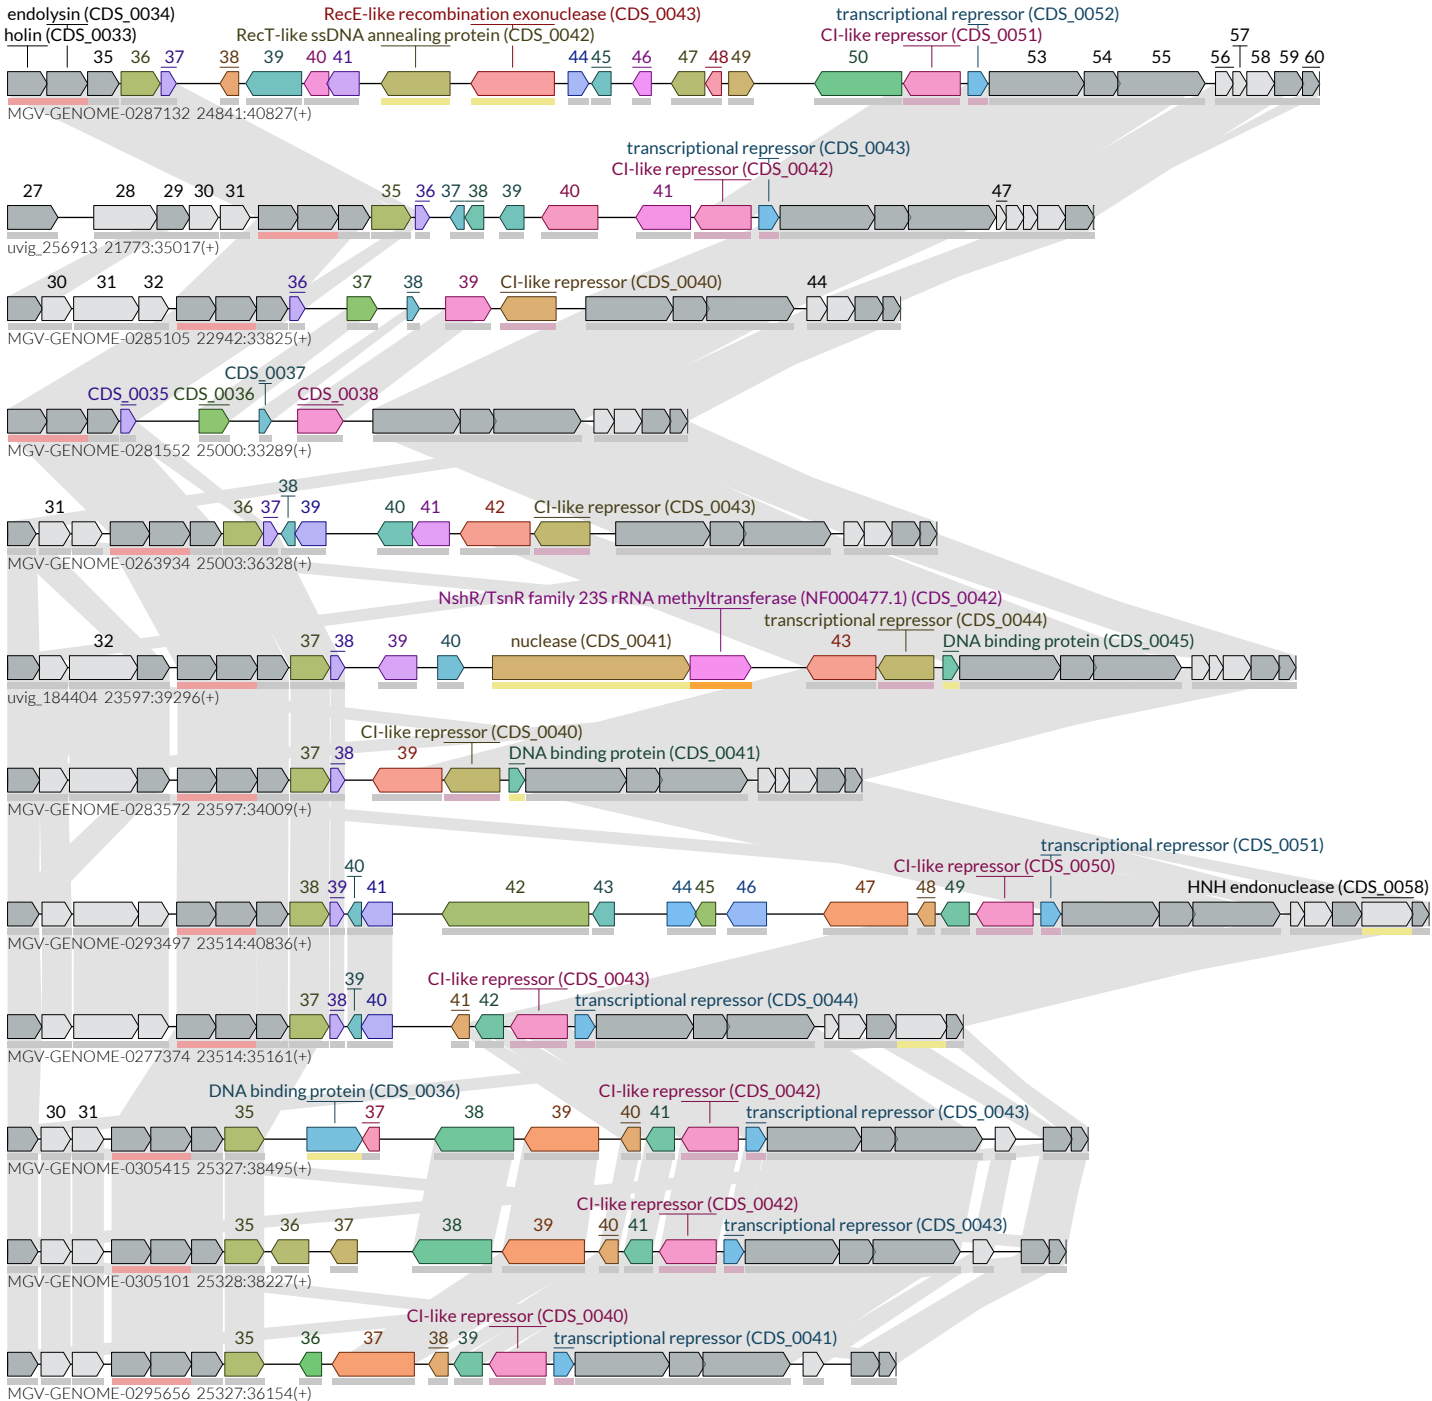 endolysin (CDS_0034) RecE-like recombination exonuclease (CDS_0043) transcriptional repressor (CDS_0052)
holin (CDS_0033) RecT-like ssDNA annealing protein (CDS_0042) CI-like repressor (CDS_0051) 57
35 36 37 38 39 40 41 44 45 46 47 48 49 50 53 54 55 56 58 59 60
MGV-GENOME-0287132 24841:40827(+)
transcriptional repressor (CDS_0043)
CI-like repressor (CDS_0042)
27 28 29 30 31 35 36 37 38 39 40 41 47
uvig_256913 21773:35017(+)
30 31 32 36 37 38 39 CI-like repressor (CDS_0040) 44
MGV-GENOME-0285105 22942:33825(+)
CDS_0037
CDS_0035 CDS_0036 CDS_0038
MGV-GENOME-0281552 25000:33289(+)
38
31 36 37 39 40 41 42 CI-like repressor (CDS_0043)
MGV-GENOME-0263934 25003:36328(+)
NshR/TsnR family 23S rRNA methyltransferase (NF000477.1) (CDS_0042)
transcriptional repressor (CDS_0044)
32 37 38 39 40 nuclease (CDS_0041) 43 DNA binding protein (CDS_0045)
uvig_184404 23597:39296(+)
CI-like repressor (CDS_0040)
37 38 39 DNA binding protein (CDS_0041)
MGV-GENOME-0283572 23597:34009(+)
transcriptional repressor (CDS_0051)
40 CI-like repressor (CDS_0050)
38 39 41 42 43 44 45 46 47 48 49 HNH endonuclease (CDS_0058)
MGV-GENOME-0293497 23514:40836(+)
39 CI-like repressor (CDS_0043)
37 38 40 41 42 transcriptional repressor (CDS_0044)
MGV-GENOME-0277374 23514:35161(+)
DNA binding protein (CDS_0036) CI-like repressor (CDS_0042)
30 31 35 37 38 39 40 41 transcriptional repressor (CDS_0043)
MGV-GENOME-0305415 25327:38495(+)
CI-like repressor (CDS_0042)
35 36 37 38 39 40 41 transcriptional repressor (CDS_0043)
MGV-GENOME-0305101 25328:38227(+)
CI-like repressor (CDS_0040)
35 36 37 38 39 transcriptional repressor (CDS_0041)
MGV-GENOME-0295656 25327:36154(+)